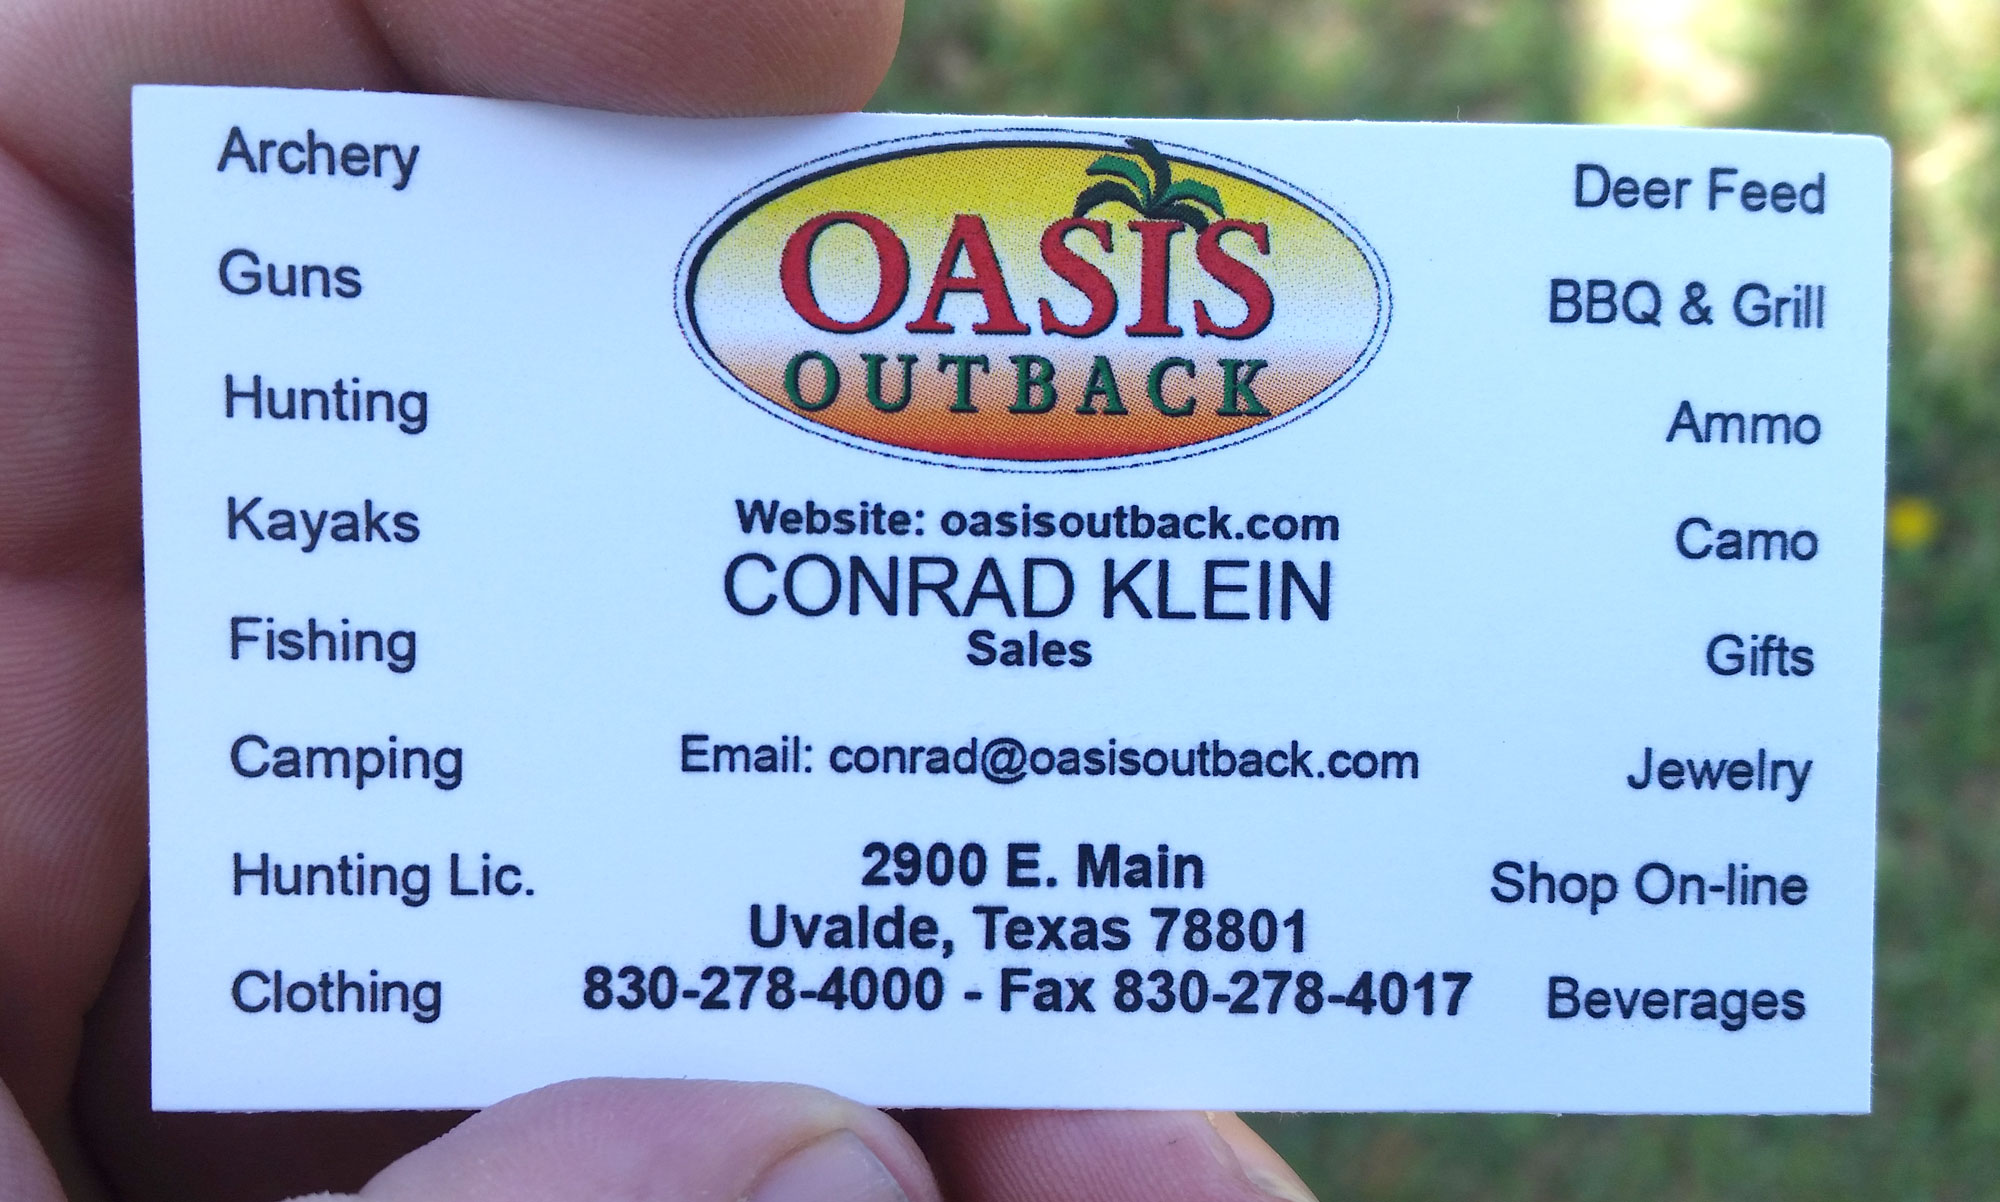 Archery
Guns
Hunting
Kayaks
Fishing
Camping
Hunting Lic.
Clothing
OASIS
OUTBACK
Website: oasisoutback.com
CONRAD KLEIN
Sales
Email: conrad@oasisoutback.com
2900 E. Main
Uvalde, Texas 78801
830-278-4000 - Fax 830-278-4017
Deer Feed
BBQ & Grill
Ammo
Camo
Gifts
Jewelry
Shop On-line
Beverages